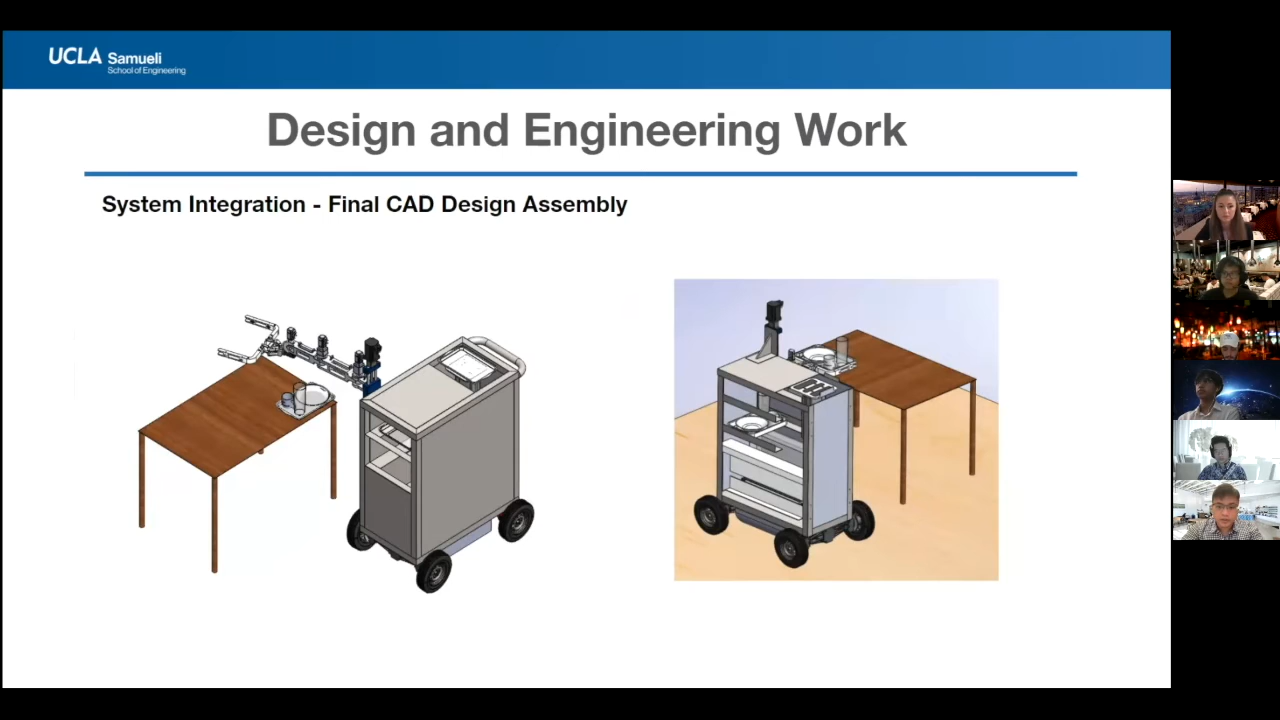 UCLA Samueli
School of Engineering
Design and Engineering Work
System Integration - Final CAD Design Assembly